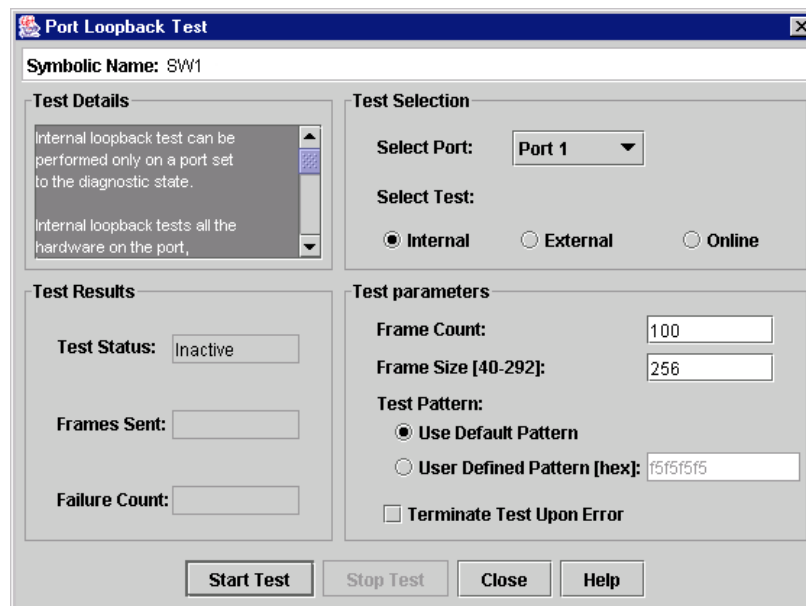 Port Loopback Test
Symbolic Name: SW1
Test Details
Internal loopback test can be
performed only on a port set
to the diagnostic state.
Internal loopback tests all the
hardware on the port,
Test Selection
Select Port: Port 1
Select Test:
Internal External Online
Test Results
Test Status: Inactive
Frames Sent:
Failure Count:
Test parameters
Frame Count: 100
Frame Size [40-292]: 256
Test Pattern:
Use Default Pattern
User Defined Pattern [hex]: f5f5f5f5
Terminate Test Upon Error
Start Test Stop Test Close Help